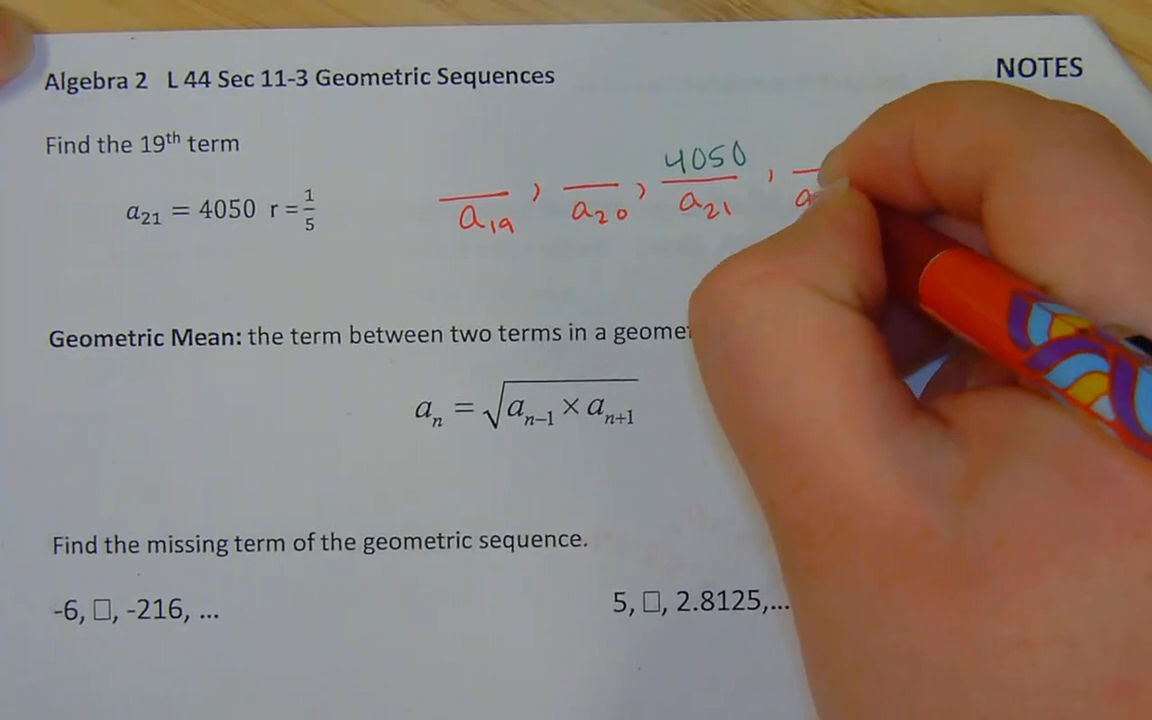 Algebra 2 L 44 Sec 11-3 Geometric Sequences NOTES
Find the 19th term
a21 = 4050 r = 1/5
4050
a19 , a20 , a21 , a
Geometric Mean: the term between two terms in a geomet
an = √an−1 × an+1
Find the missing term of the geometric sequence.
-6, □, -216, ... 5, □, 2.8125,...